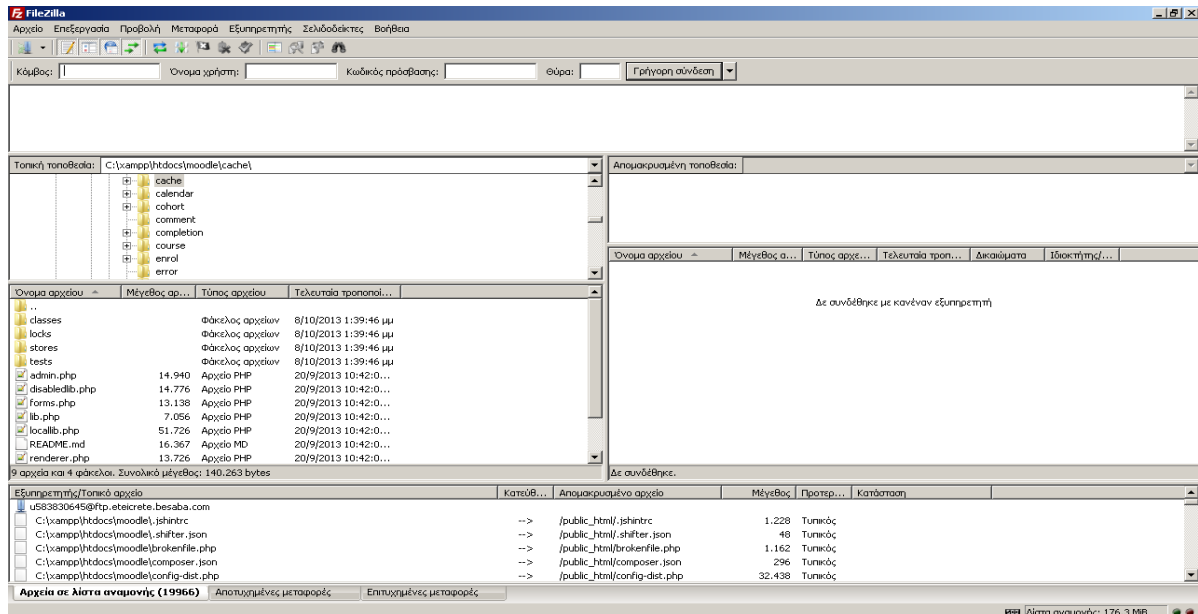 FileZilla
Αρχείο Επεξεργασία Προβολή Μεταφορά Εξυπηρετητής Σελιδοδείκτες Βοήθεια
Κόμβος: Όνομα χρήστη: Κωδικός πρόσβασης: Θύρα: Γρήγορη σύνδεση
Τοπική τοποθεσία: C:\xampp\htdocs\moodle\cache\
cache
calendar
cohort
comment
completion
course
enrol
error
Όνομα αρχείου Μέγεθος αρ... Τύπος αρχείου Τελευταία τροποποί...
..
classes Φάκελος αρχείων 8/10/2013 1:39:46 μμ
locks Φάκελος αρχείων 8/10/2013 1:39:46 μμ
stores Φάκελος αρχείων 8/10/2013 1:39:46 μμ
tests Φάκελος αρχείων 8/10/2013 1:39:46 μμ
admin.php 14.940 Αρχείο PHP 20/9/2013 10:42:0...
disabledlib.php 14.776 Αρχείο PHP 20/9/2013 10:42:0...
forms.php 13.138 Αρχείο PHP 20/9/2013 10:42:0...
lib.php 7.056 Αρχείο PHP 20/9/2013 10:42:0...
locallib.php 51.726 Αρχείο PHP 20/9/2013 10:42:0...
README.md 16.367 Αρχείο MD 20/9/2013 10:42:0...
renderer.php 13.726 Αρχείο PHP 20/9/2013 10:42:0...
9 αρχεία και 4 φάκελοι. Συνολικό μέγεθος: 140.263 bytes
Απομακρυσμένη τοποθεσία:
Όνομα αρχείου Μέγεθος α... Τύπος αρχε... Τελευταία τροπ... Δικαιώματα Ιδιοκτήτης/...
Δε συνδέθηκε με κανέναν εξυπηρετή
Δε συνδέθηκε.
Εξυπηρετητής/Τοπικό αρχείο Κατεύθ... Απομακρυσμένο αρχείο Μέγεθος Προτερ... Κατάσταση
u583830645@ftp.eteicrete.besaba.com
C:\xampp\htdocs\moodle\.jshintrc --> /public_html/.jshintrc 1.228 Τυπικός
C:\xampp\htdocs\moodle\.shifter.json --> /public_html/.shifter.json 48 Τυπικός
C:\xampp\htdocs\moodle\brokenfile.php --> /public_html/brokenfile.php 1.162 Τυπικός
C:\xampp\htdocs\moodle\composer.json --> /public_html/composer.json 296 Τυπικός
C:\xampp\htdocs\moodle\config-dist.php --> /public_html/config-dist.php 32.438 Τυπικός
Αρχεία σε λίστα αναμονής (19966) Αποτυχημένες μεταφορές Επιτυχημένες μεταφορές
Λίστα αναμονής: 176,3 MiB